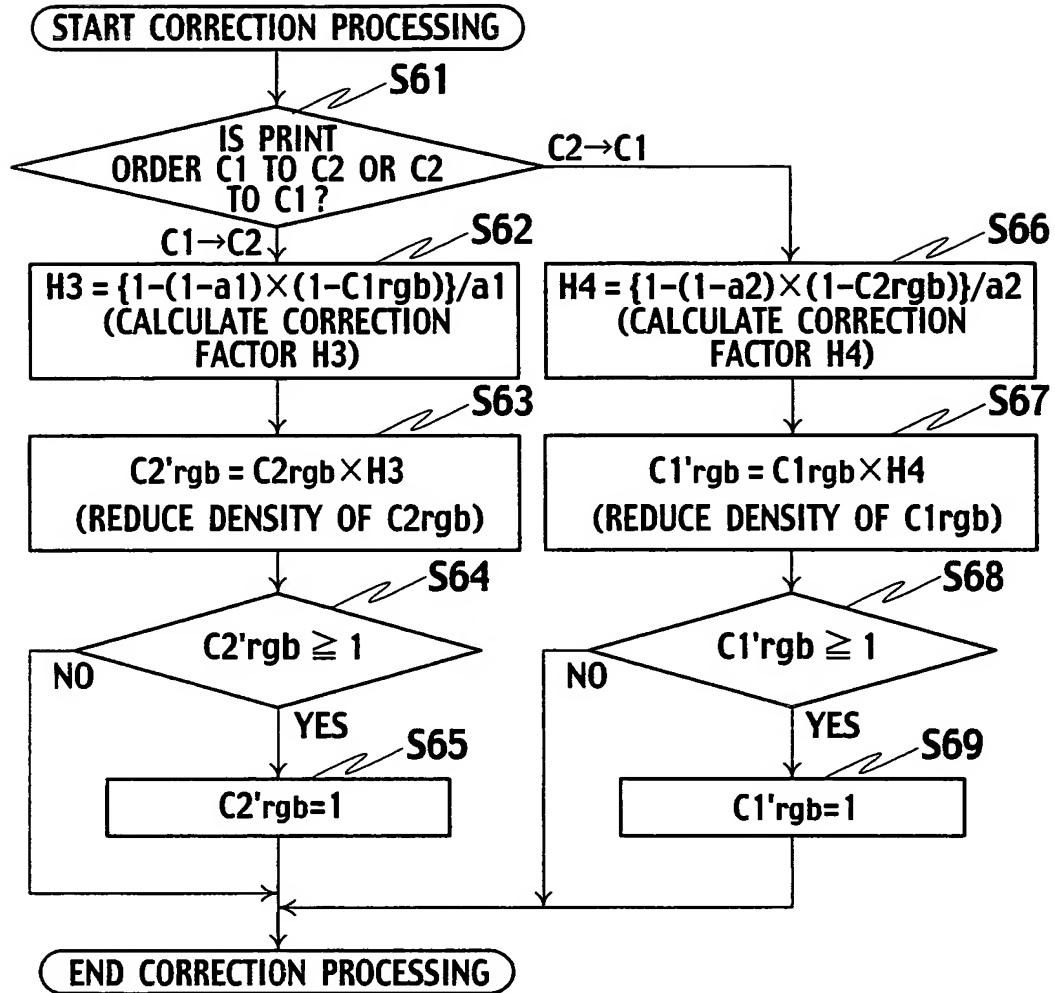 START CORRECTION PROCESSING
S61
IS PRINT
ORDER C1 TO C2 OR C2
TO C1?
C2→C1
C1→C2
S62
H3 = {1-(1-a1)×(1-C1rgb)}/a1
(CALCULATE CORRECTION
FACTOR H3)
S63
C2'rgb = C2rgb×H3
(REDUCE DENSITY OF C2rgb)
S64
C2'rgb ≧ 1
NO
YES
S65
C2'rgb=1
S66
H4 = {1-(1-a2)×(1-C2rgb)}/a2
(CALCULATE CORRECTION
FACTOR H4)
S67
C1'rgb = C1rgb×H4
(REDUCE DENSITY OF C1rgb)
S68
C1'rgb ≧ 1
NO
YES
S69
C1'rgb=1
END CORRECTION PROCESSING